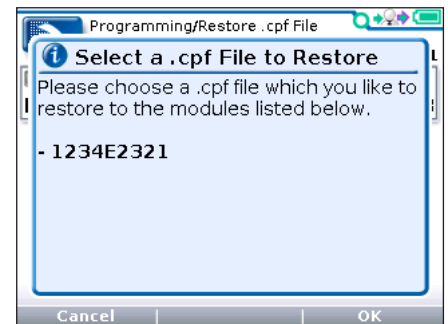 Programming/Restore .cpf File
Select a .cpf File to Restore
Please choose a .cpf file which you like to
restore to the modules listed below.
- 1234E2321
Cancel OK